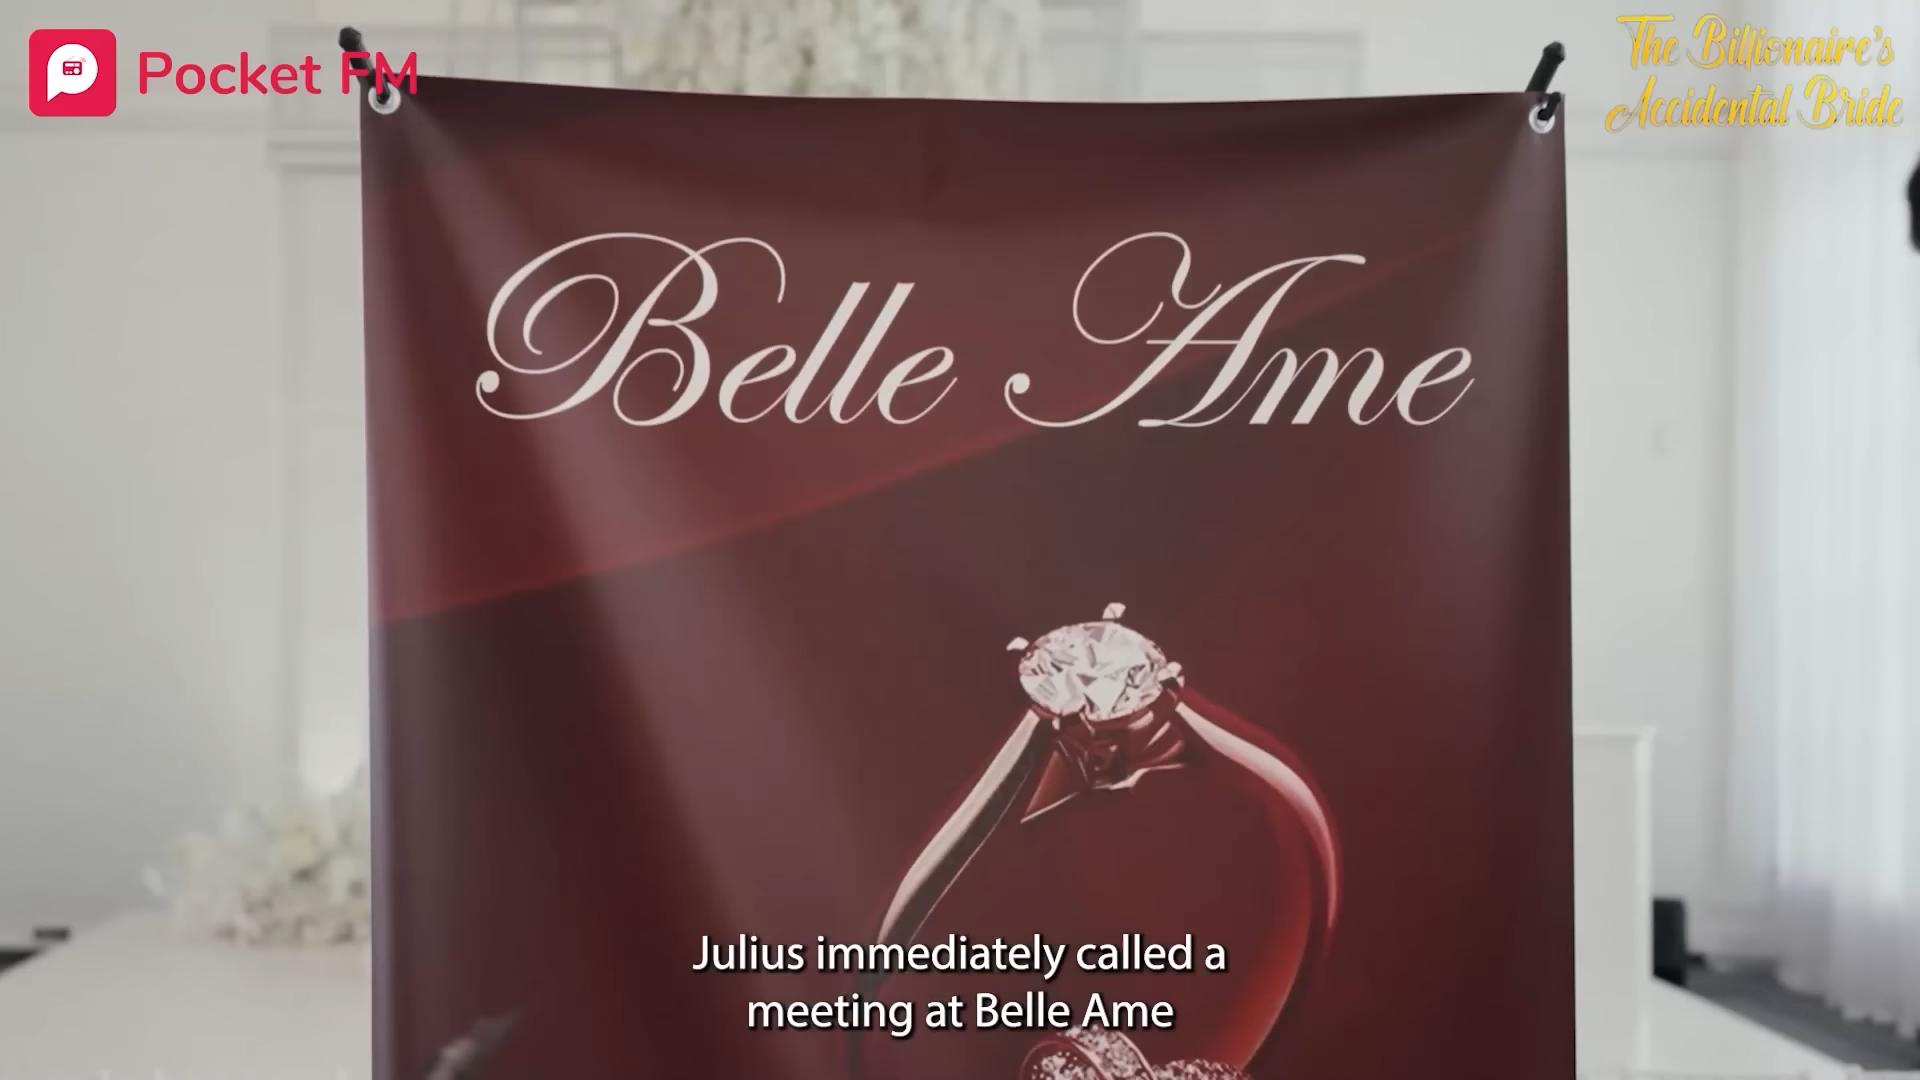 Pocket FM
The Billionaire's
Accidental Bride
Belle Ame
Julius immediately called a
meeting at Belle Ame